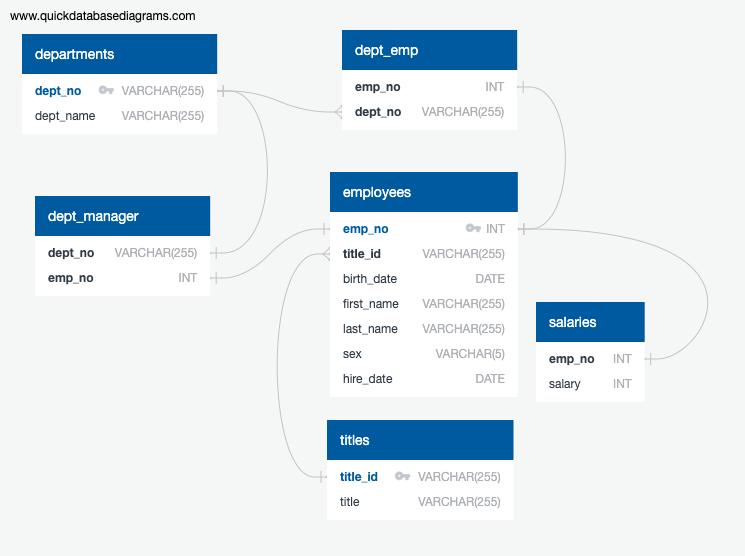 www.quickdatabasediagrams.com
departments
dept_no VARCHAR(255)
dept_name VARCHAR(255)
dept_emp
emp_no INT
dept_no VARCHAR(255)
dept_manager
dept_no VARCHAR(255)
emp_no INT
employees
emp_no INT
title_id VARCHAR(255)
birth_date DATE
first_name VARCHAR(255)
last_name VARCHAR(255)
sex VARCHAR(5)
hire_date DATE
salaries
emp_no INT
salary INT
titles
title_id VARCHAR(255)
title VARCHAR(255)